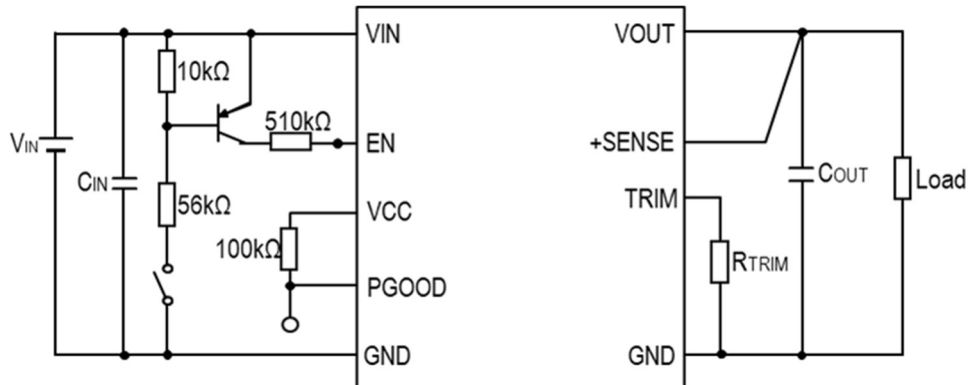 VIN
VOUT
10kΩ
510kΩ
VIN
EN
+SENSE
CIN
COUT
Load
56kΩ
VCC
TRIM
100kΩ
RTRIM
PGOOD
GND
GND